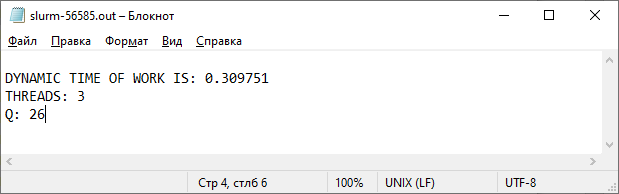 slurm-56585.out – Блокнот
Файл Правка Формат Вид Справка
DYNAMIC TIME OF WORK IS: 0.309751
THREADS: 3
Q: 26
Стр 4, стлб 6 100% UNIX (LF) UTF-8